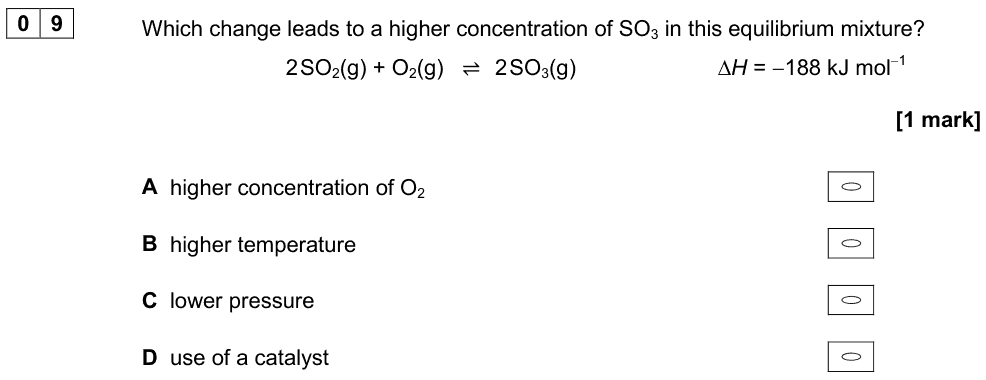 0 9 Which change leads to a higher concentration of SO₃ in this equilibrium mixture?
2SO₂(g) + O₂(g) ⇌ 2SO₃(g) ΔH = −188 kJ mol⁻¹
[1 mark]
A higher concentration of O₂
B higher temperature
C lower pressure
D use of a catalyst